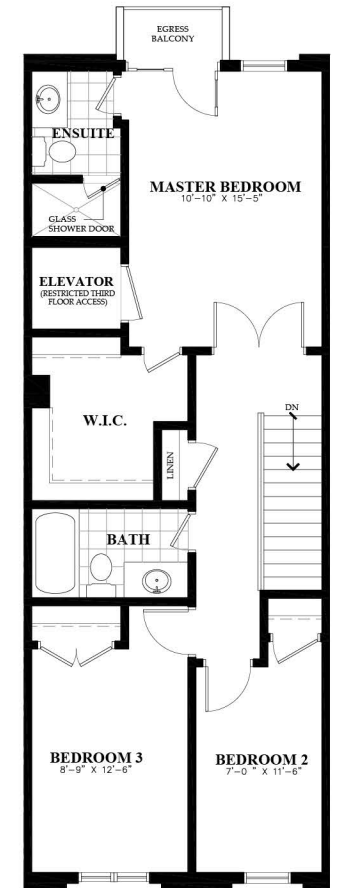 EGRESS
BALCONY
ENSUITE
MASTER BEDROOM
10'-10" X 15'-5"
GLASS
SHOWER DOOR
ELEVATOR
(RESTRICTED THIRD
FLOOR ACCESS)
W.I.C.
DN
LINEN
BATH
BEDROOM 3
8'-9" X 12'-6"
BEDROOM 2
7'-0 " X 11'-6"